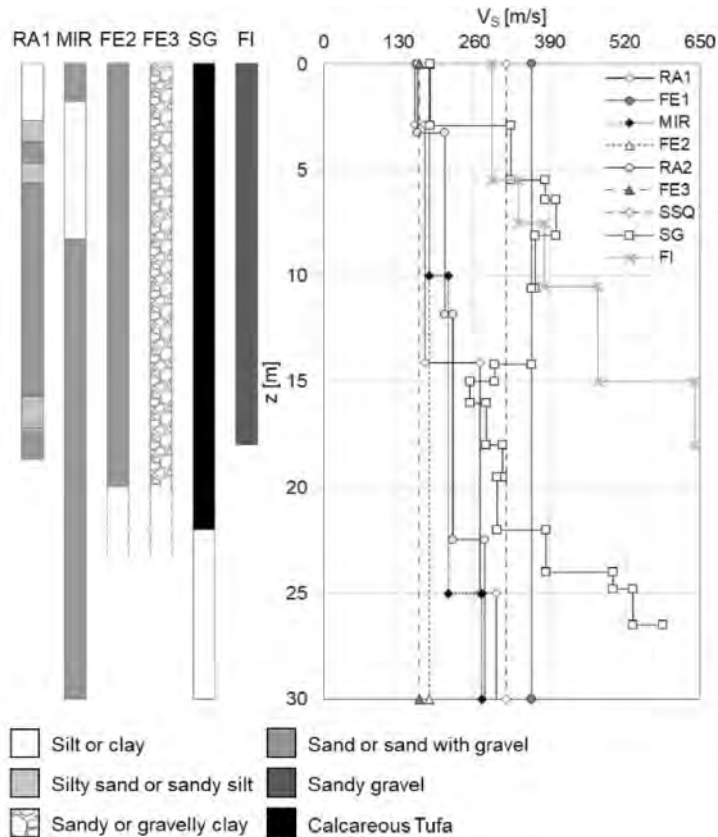 V_S [m/s]
RA1 MIR FE2 FE3 SG FI
0 130 260 390 520 650
0
5
10
15
20
25
30
z [m]
RA1
FE1
MIR
FE2
RA2
FE3
SSQ
SG
FI
Silt or clay
Sand or sand with gravel
Silty sand or sandy silt
Sandy gravel
Sandy or gravelly clay
Calcareous Tufa